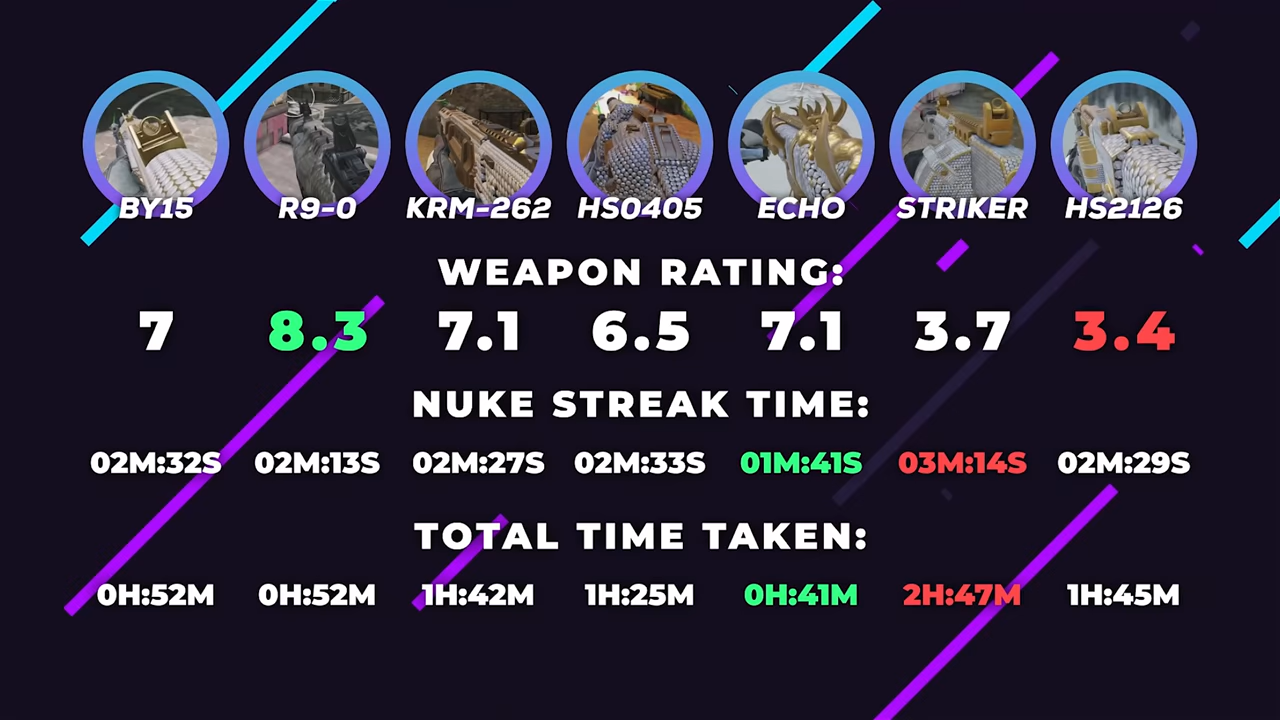 BY15 R9-0 KRM-262 HS0405 ECHO STRIKER HS2126
WEAPON RATING:
7 8.3 7.1 6.5 7.1 3.7 3.4
NUKE STREAK TIME:
02M:32S 02M:13S 02M:27S 02M:33S 01M:41S 03M:14S 02M:29S
TOTAL TIME TAKEN:
0H:52M 0H:52M 1H:42M 1H:25M 0H:41M 2H:47M 1H:45M